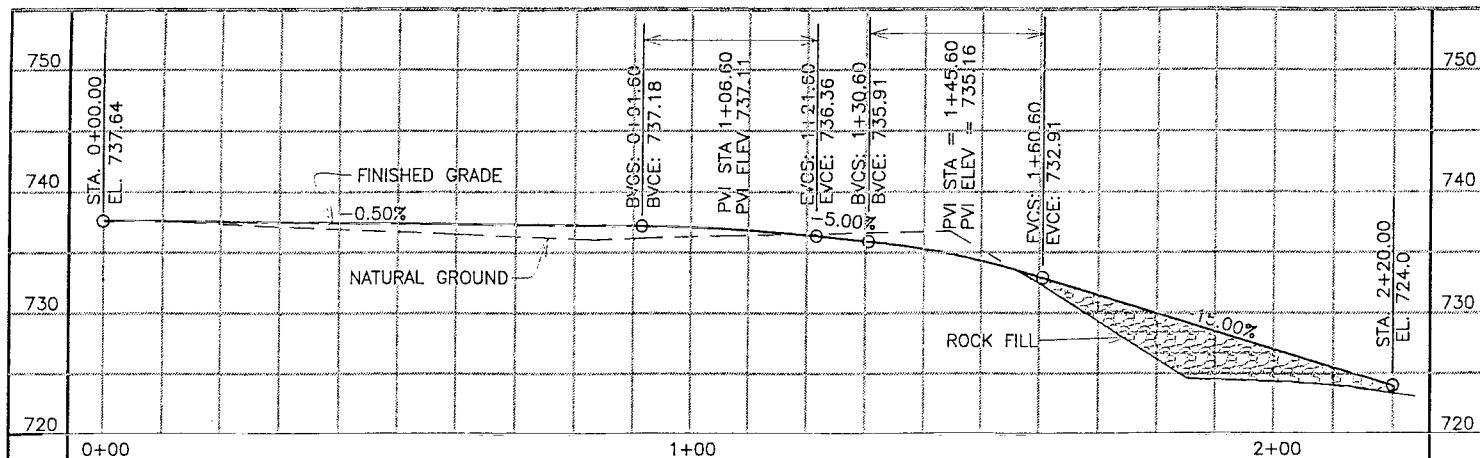 750
740
730
720
STA. 0+00.00
EL. 737.64
FINISHED GRADE
-0.50%
NATURAL GROUND
BVCS: 0+91.60
BVCE: 737.18
PVI STA 1+06.60
PVI ELEV 737.11
EVCS: 1+21.60
EVCE: 736.36
BVCS: 1+30.60
BVCE: 735.91
-5.00%
PVI STA = 1+45.60
PVI ELEV = 735.16
EVCS: 1+60.60
EVCE: 732.91
ROCK FILL
-15.00%
STA. 2+20.00
EL. 724.0
750
740
730
720
0+00
1+00
2+00